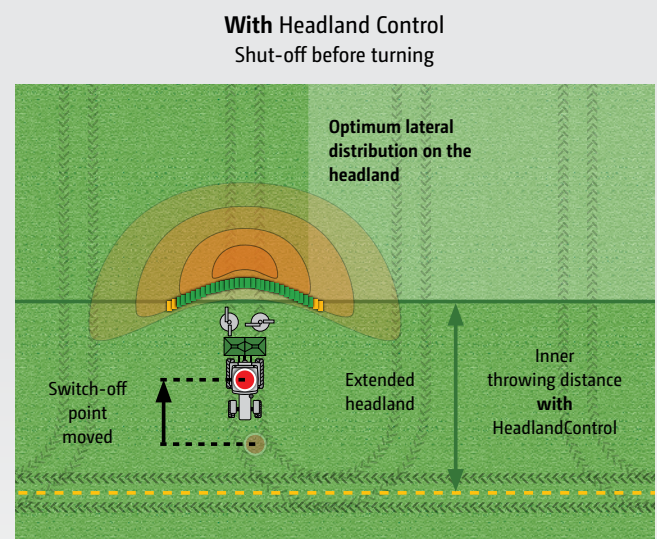 With Headland Control
Shut-off before turning
Optimum lateral
distribution on the
headland
Switch-off
point
moved
Extended
headland
Inner
throwing distance
with
HeadlandControl